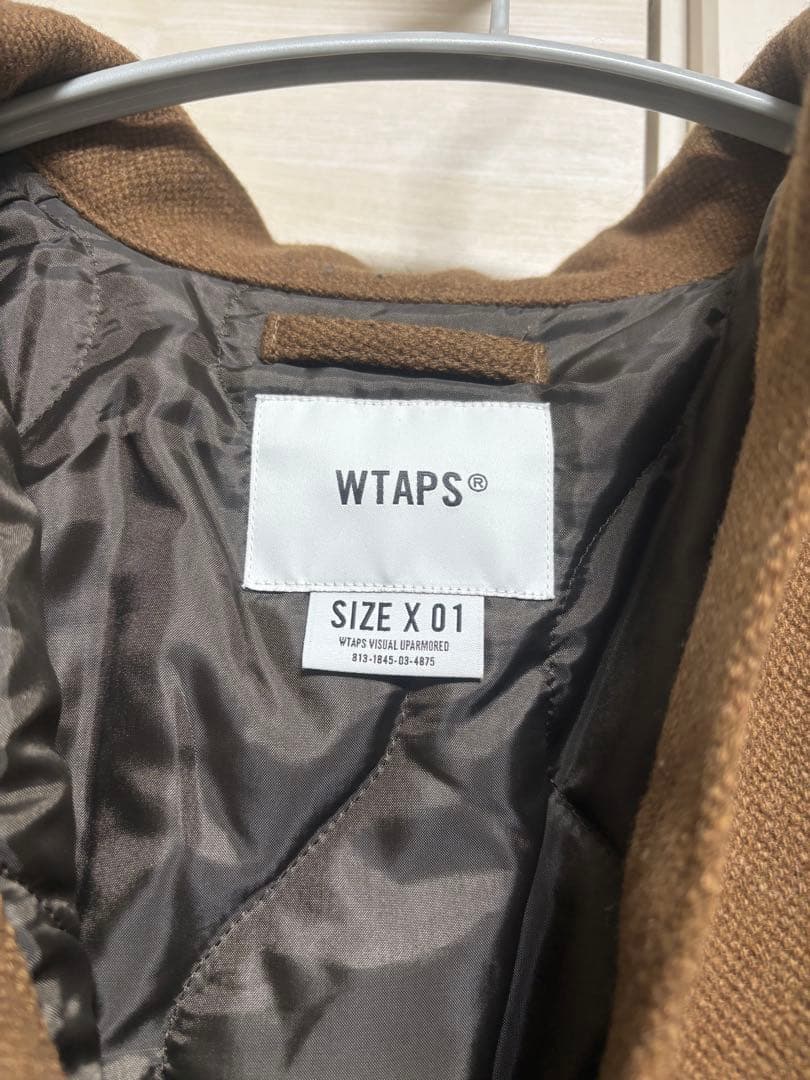 WTAPS®
SIZE X 01
WTAPS VISUAL UPARMORED
813-1845-03-4875